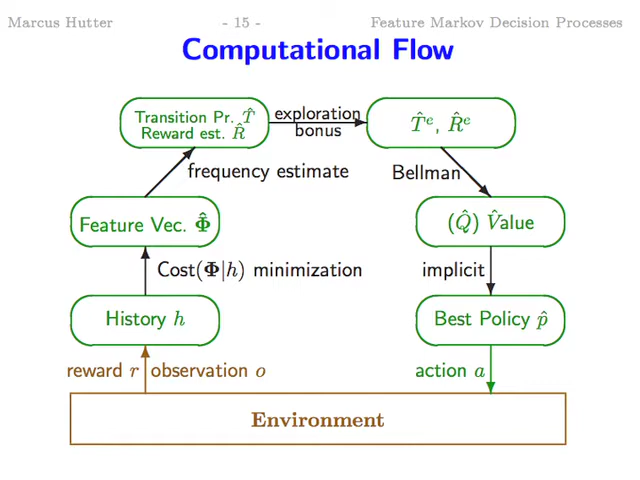 Marcus Hutter - 15 - Feature Markov Decision Processes
Computational Flow
Transition Pr. T̂
Reward est. R̂
exploration
bonus
T̂ᵉ, R̂ᵉ
frequency estimate
Bellman
Feature Vec. Φ̂
(Q̂) V̂alue
Cost(Φ|h) minimization
implicit
History h
Best Policy p̂
reward r observation o
action a
Environment